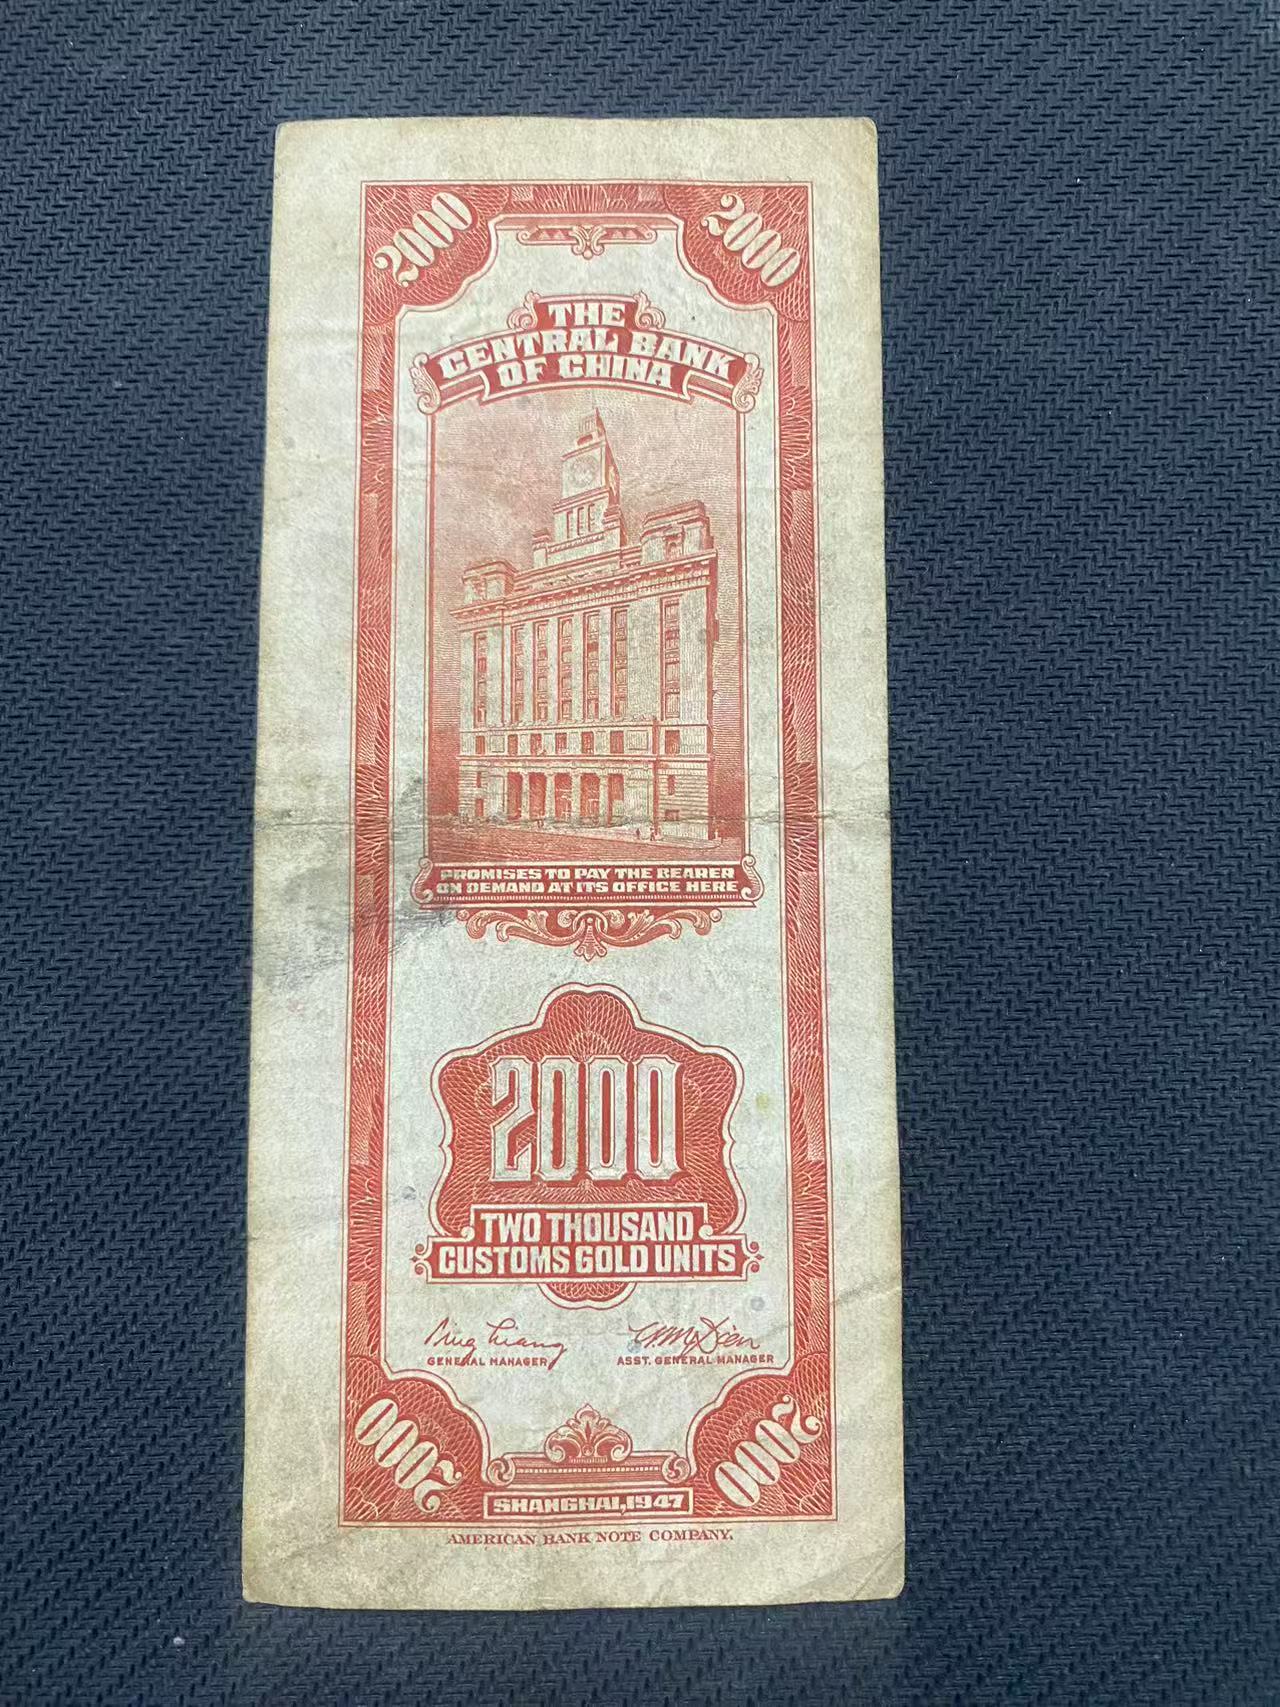 2000 2000
THE
CENTRAL BANK
OF CHINA
PROMISES TO PAY THE BEARER
ON DEMAND AT ITS OFFICE HERE
2000
TWO THOUSAND
CUSTOMS GOLD UNITS
GENERAL MANAGER ASST. GENERAL MANAGER
2000 2000
SHANGHAI, 1947
AMERICAN BANK NOTE COMPANY.